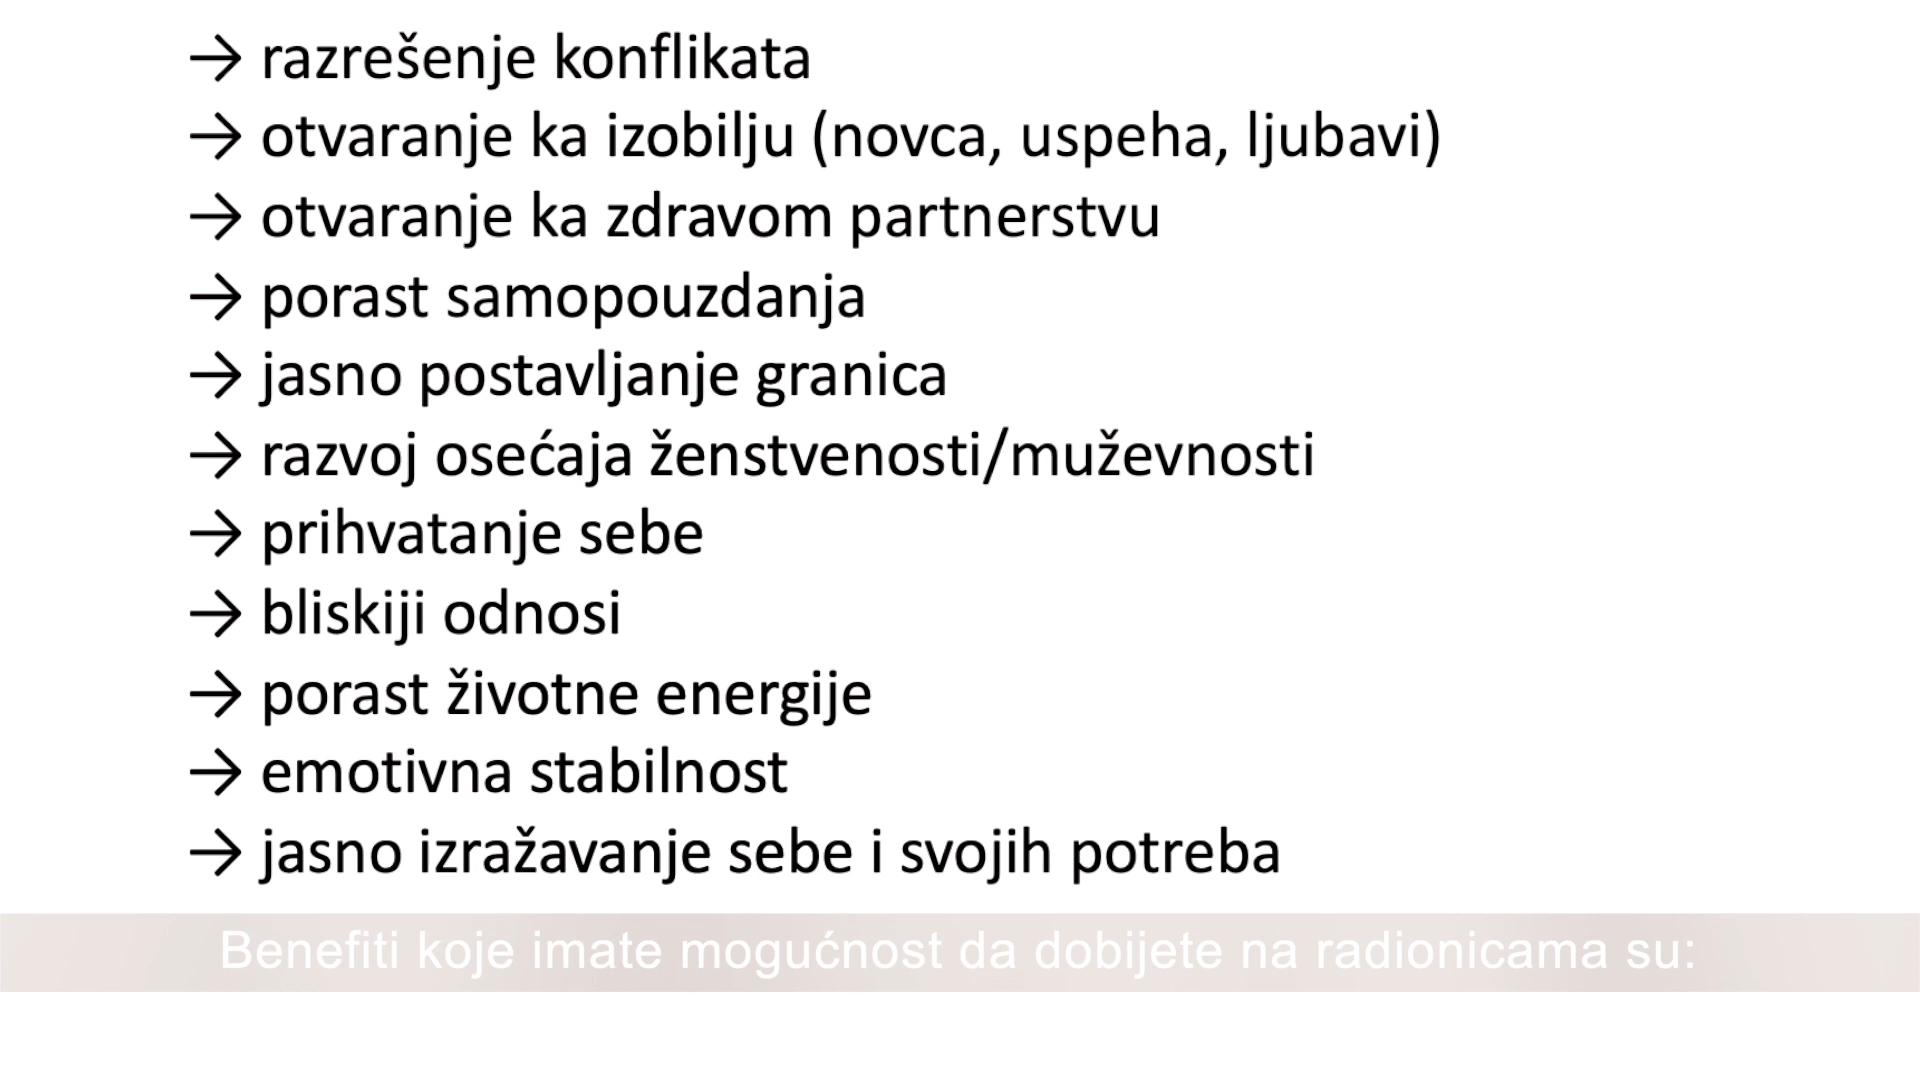 → razrešenje konflikata
→ otvaranje ka izobilju (novca, uspeha, ljubavi)
→ otvaranje ka zdravom partnerstvu
→ porast samopouzdanja
→ jasno postavljanje granica
→ razvoj osećaja ženstvenosti/muževnosti
→ prihvatanje sebe
→ bliskiji odnosi
→ porast životne energije
→ emotivna stabilnost
→ jasno izražavanje sebe i svojih potreba
Benefiti koje imate mogućnost da dobijete na radionicama su: